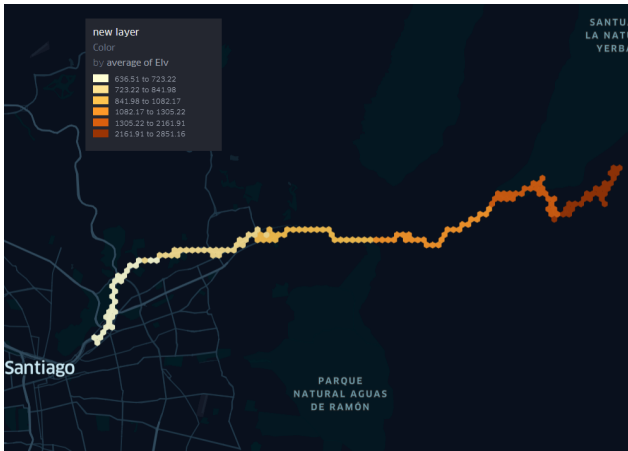 new layer
Color
by average of Elv
636.51 to 723.22
723.22 to 841.98
841.98 to 1082.17
1082.17 to 1305.22
1305.22 to 2161.91
2161.91 to 2851.16
SANTU
LA NATU
YERBA
Santiago
PARQUE
NATURAL AGUAS
DE RAMÓN